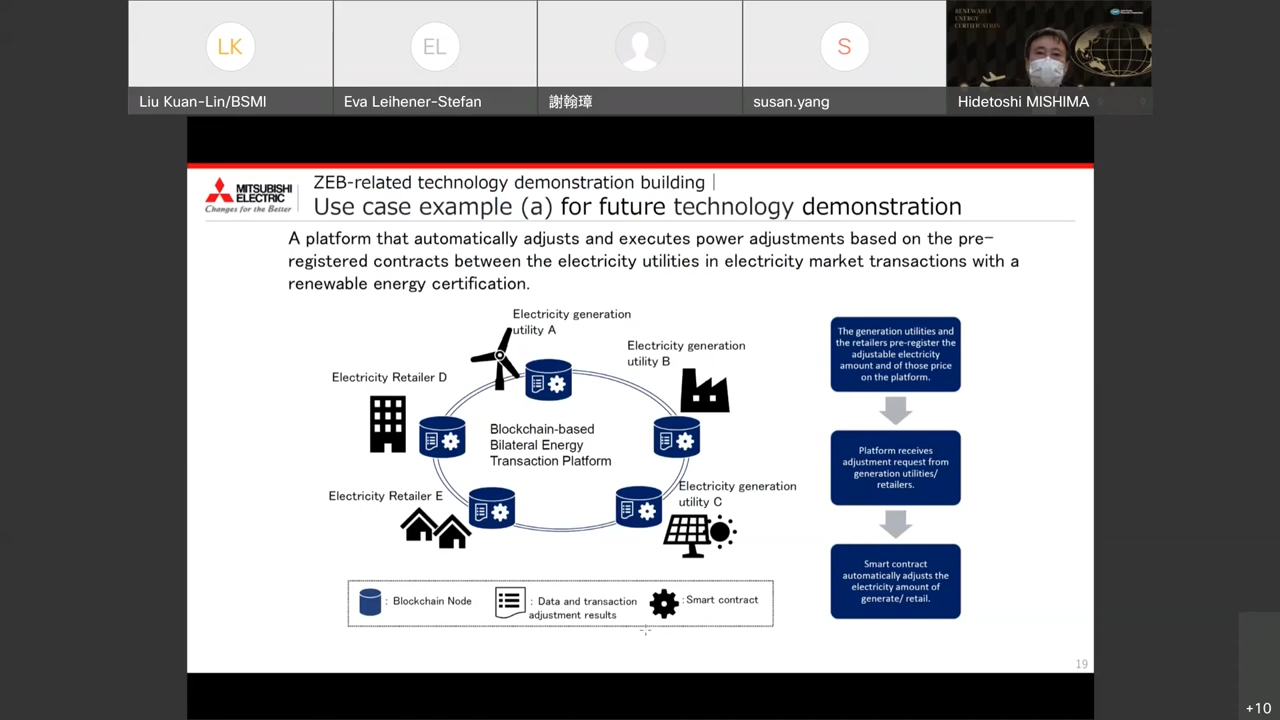 LK
EL
S
RENEWABLE
ENERGY
CERTIFICATION
Liu Kuan-Lin/BSMI
Eva Leihener-Stefan
謝翰璋
susan.yang
Hidetoshi MISHIMA
MITSUBISHI
ELECTRIC
Changes for the Better
ZEB-related technology demonstration building
Use case example (a) for future technology demonstration
A platform that automatically adjusts and executes power adjustments based on the pre-
registered contracts between the electricity utilities in electricity market transactions with a
renewable energy certification.
Electricity generation
utility A
Electricity generation
utility B
Electricity Retailer D
Blockchain-based
Bilateral Energy
Transaction Platform
Electricity Retailer E
Electricity generation
utility C
: Blockchain Node
: Data and transaction
adjustment results
: Smart contract
The generation utilities and
the retailers pre-register the
adjustable electricity
amount and of those price
on the platform.
Platform receives
adjustment request from
generation utilities/
retailers.
Smart contract
automatically adjusts the
electricity amount of
generate/ retail.
19
+10